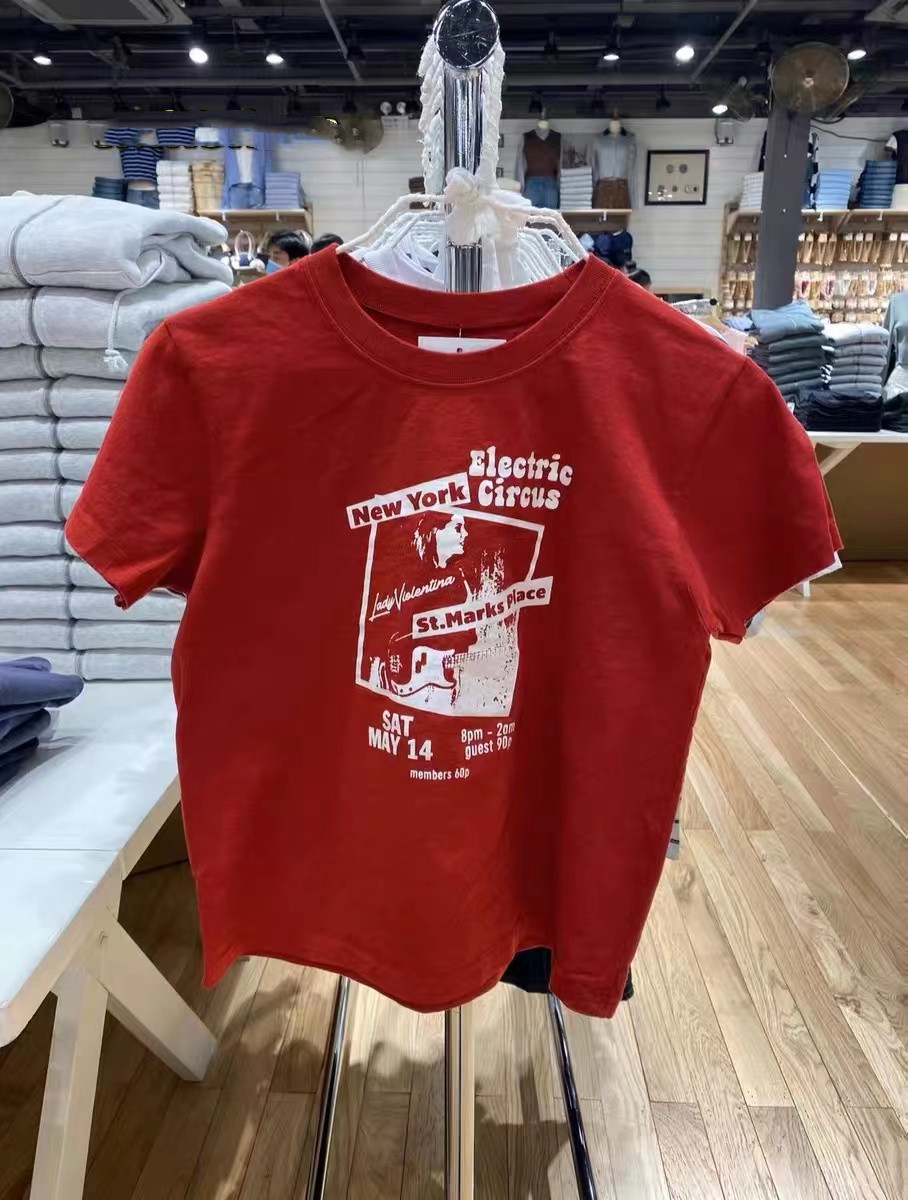 Electric
Circus
New York
Lady Violentina
St.Marks Place
SAT
MAY 14
8pm - 2am
guest 90p
members 60p